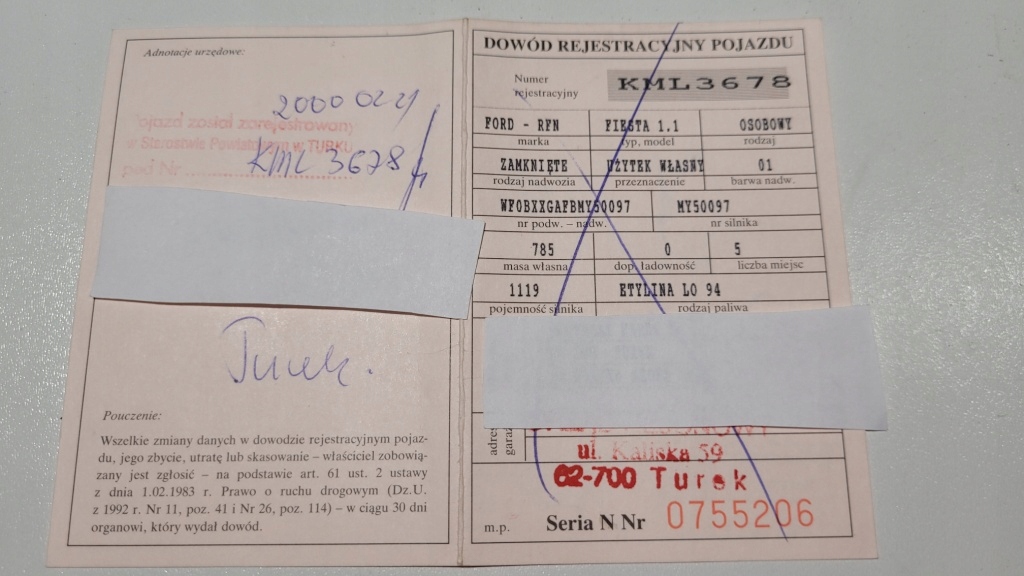 Adnotacje urzędowe:
2000 02 21
ojazd został zarejestrowany
w Starostwie Powiatowym w TURKU
pod Nr KML 3678
Turek.
Pouczenie:
Wszelkie zmiany danych w dowodzie rejestracyjnym pojaz-
du, jego zbycie, utratę lub skasowanie – właściciel zobowią-
zany jest zgłosić – na podstawie art. 61 ust. 2 ustawy
z dnia 1.02.1983 r. Prawo o ruchu drogowym (Dz.U.
z 1992 r. Nr 11, poz. 41 i Nr 26, poz. 114) – w ciągu 30 dni
organowi, który wydał dowód.
DOWÓD REJESTRACYJNY POJAZDU
Numer
rejestracyjny
KML3678
FORD - RFN FIESTA 1.1 OSOBOWY
marka typ, model rodzaj
ZAMKNIĘTE UŻYTEK WŁASNY 01
rodzaj nadwozia przeznaczenie barwa nadw.
WF0BXXGAFBMY50097 MY50097
nr podw. – nadw. nr silnika
785 0 5
masa własna dop. ładowność liczba miejsc
1119 ETYLINA LO 94
pojemność silnika rodzaj paliwa
ul. Kaliska 59
62-700 Turek
m.p. Seria N Nr 0755206